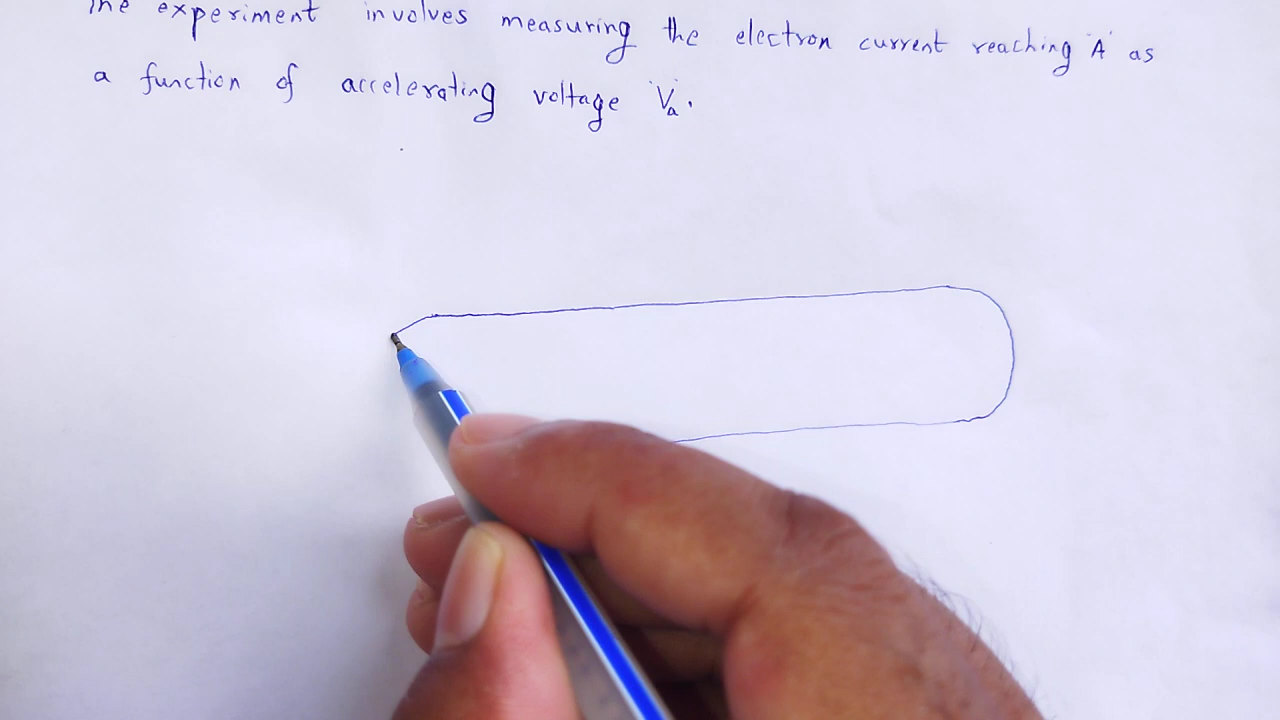 The experiment involves measuring the electron current reaching 'A' as
a function of accelerating voltage 'Va'.